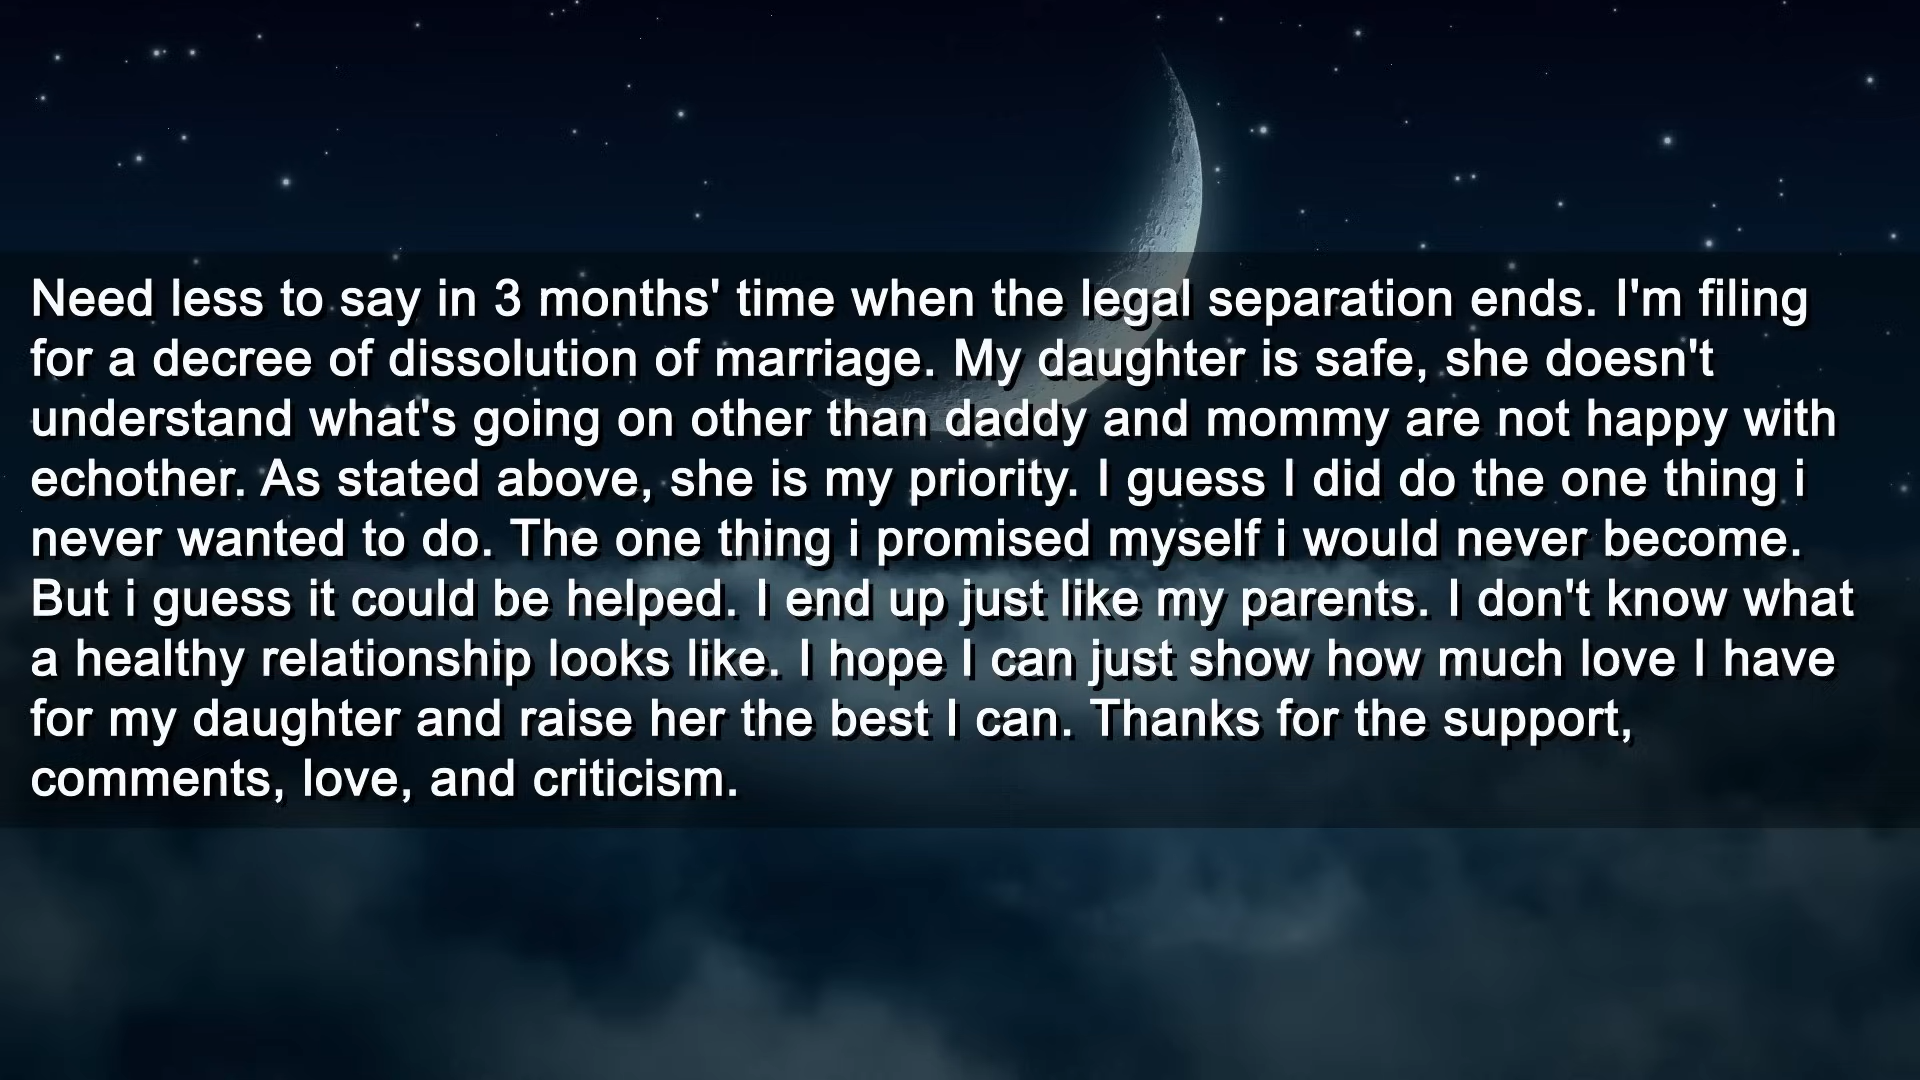 Need less to say in 3 months' time when the legal separation ends. I'm filing
for a decree of dissolution of marriage. My daughter is safe, she doesn't
understand what's going on other than daddy and mommy are not happy with
echother. As stated above, she is my priority. I guess I did do the one thing i
never wanted to do. The one thing i promised myself i would never become.
But i guess it could be helped. I end up just like my parents. I don't know what
a healthy relationship looks like. I hope I can just show how much love I have
for my daughter and raise her the best I can. Thanks for the support,
comments, love, and criticism.